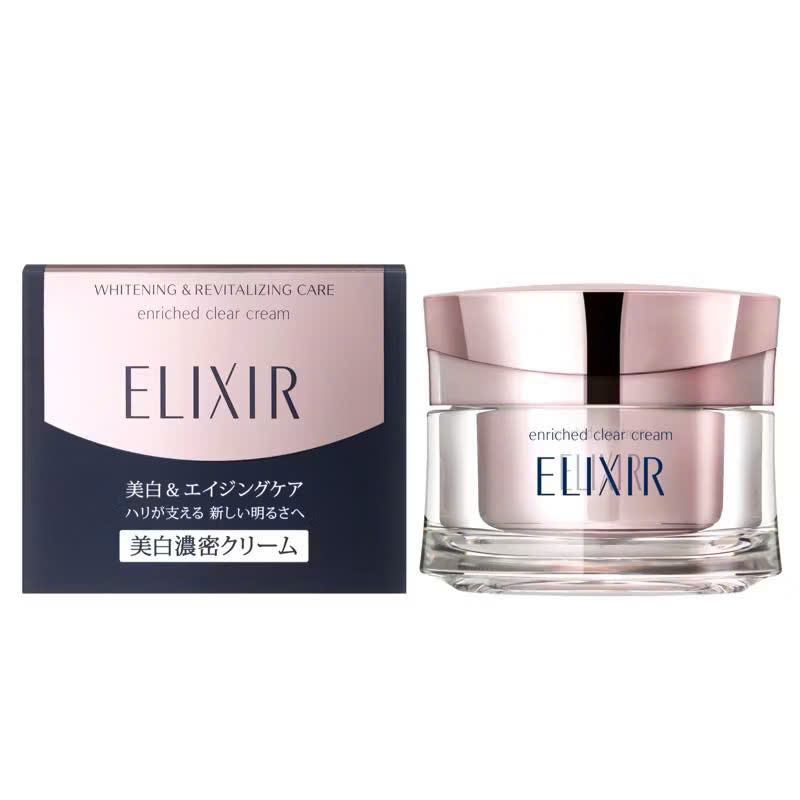 WHITENING & REVITALIZING CARE
enriched clear cream
ELIXIR
美白&エイジングケア
ハリが支える 新しい明るさへ
美白濃密クリーム
enriched clear cream
ELIXIR